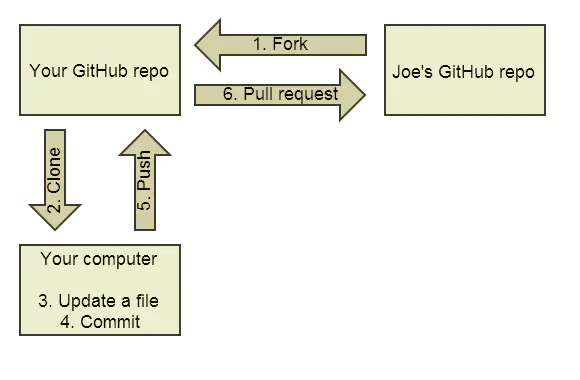 Your GitHub repo
1. Fork
6. Pull request
Joe's GitHub repo
2. Clone
5. Push
Your computer
3. Update a file
4. Commit